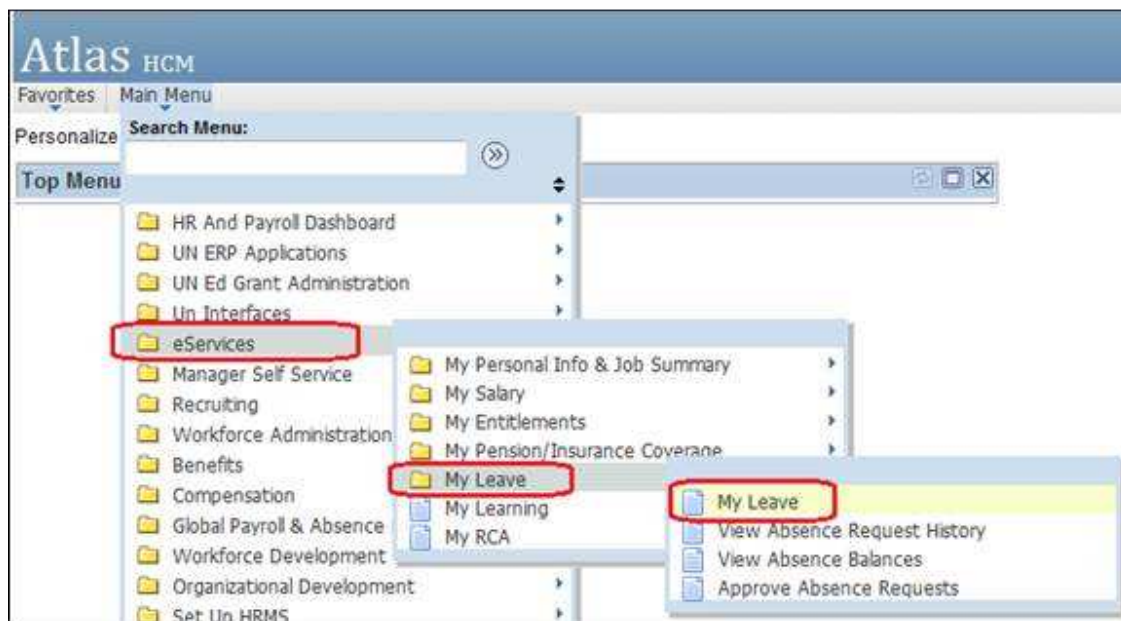 Atlas HCM
Favorites Main Menu
Personalize
Search Menu:
Top Menu
HR And Payroll Dashboard
UN ERP Applications
UN Ed Grant Administration
Un Interfaces
eServices
Manager Self Service
Recruiting
Workforce Administration
Benefits
Compensation
Global Payroll & Absence
Workforce Development
Organizational Development
Set Up HRMS
My Personal Info & Job Summary
My Salary
My Entitlements
My Pension/Insurance Coverage
My Leave
My Learning
My RCA
My Leave
View Absence Request History
View Absence Balances
Approve Absence Requests